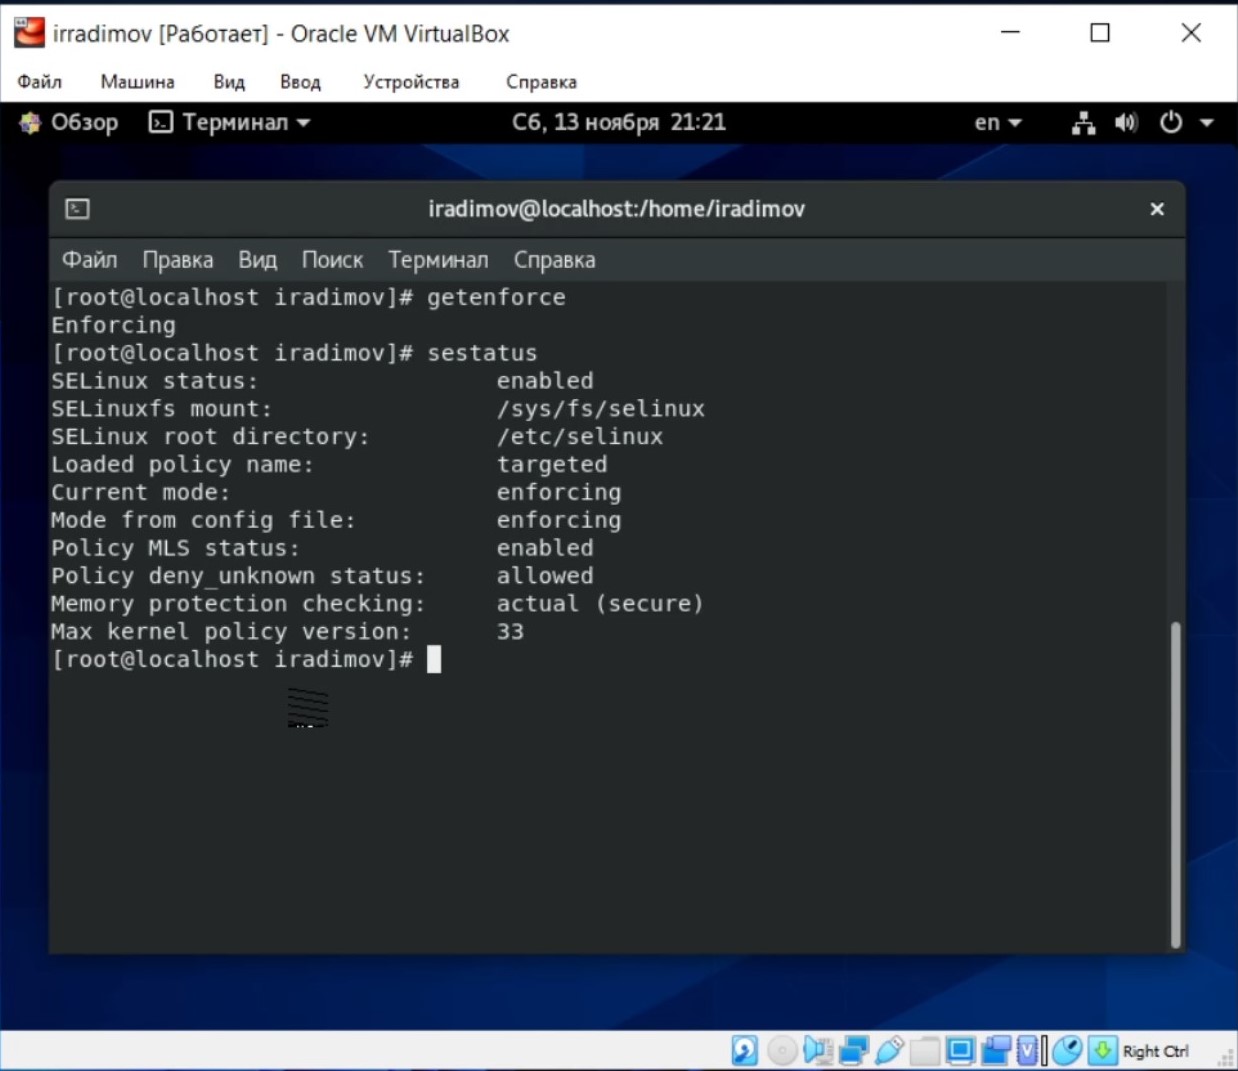 irradimov [Работает] - Oracle VM VirtualBox
Файл Машина Вид Ввод Устройства Справка
Обзор Терминал Сб, 13 ноября 21:21 en
iradimov@localhost:/home/iradimov
Файл Правка Вид Поиск Терминал Справка
[root@localhost iradimov]# getenforce
Enforcing
[root@localhost iradimov]# sestatus
SELinux status: enabled
SELinuxfs mount: /sys/fs/selinux
SELinux root directory: /etc/selinux
Loaded policy name: targeted
Current mode: enforcing
Mode from config file: enforcing
Policy MLS status: enabled
Policy deny_unknown status: allowed
Memory protection checking: actual (secure)
Max kernel policy version: 33
[root@localhost iradimov]#
Right Ctrl